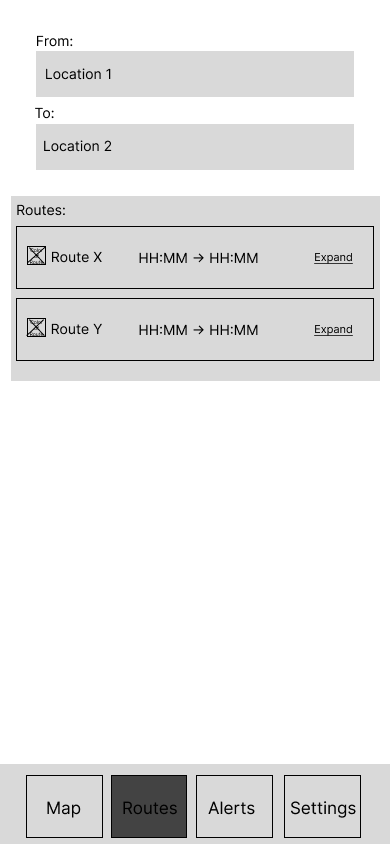 From:
Location 1
To:
Location 2
Routes:
Route X HH:MM → HH:MM Expand
Route Y HH:MM → HH:MM Expand
Map Routes Alerts Settings